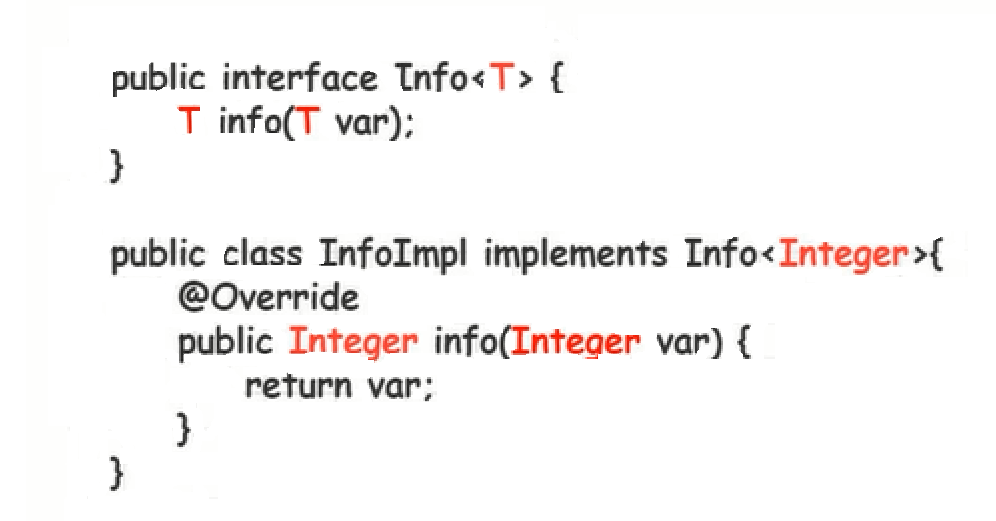 public interface Info<T> {
T info(T var);
}
public class InfoImpl implements Info<Integer>{
@Override
public Integer info(Integer var) {
return var;
}
}